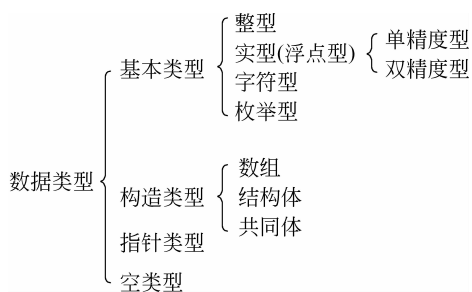 数据类型
基本类型
整型
实型(浮点型)
单精度型
双精度型
字符型
枚举型
构造类型
数组
结构体
共同体
指针类型
空类型